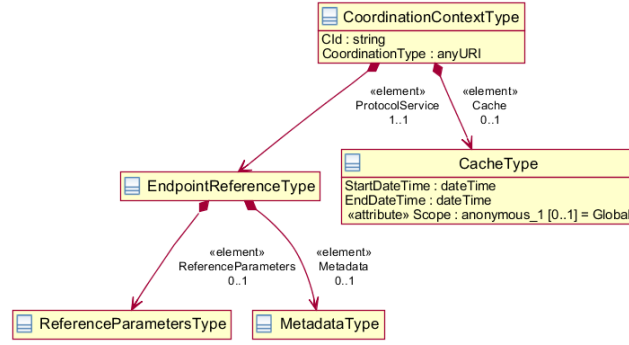 CoordinationContextType
CId : string
CoordinationType : anyURI
«element»
ProtocolService
1..1
«element»
Cache
0..1
CacheType
StartDateTime : dateTime
EndDateTime : dateTime
«attribute» Scope : anonymous_1 [0..1] = Global
EndpointReferenceType
«element»
ReferenceParameters
0..1
«element»
Metadata
0..1
ReferenceParametersType
MetadataType